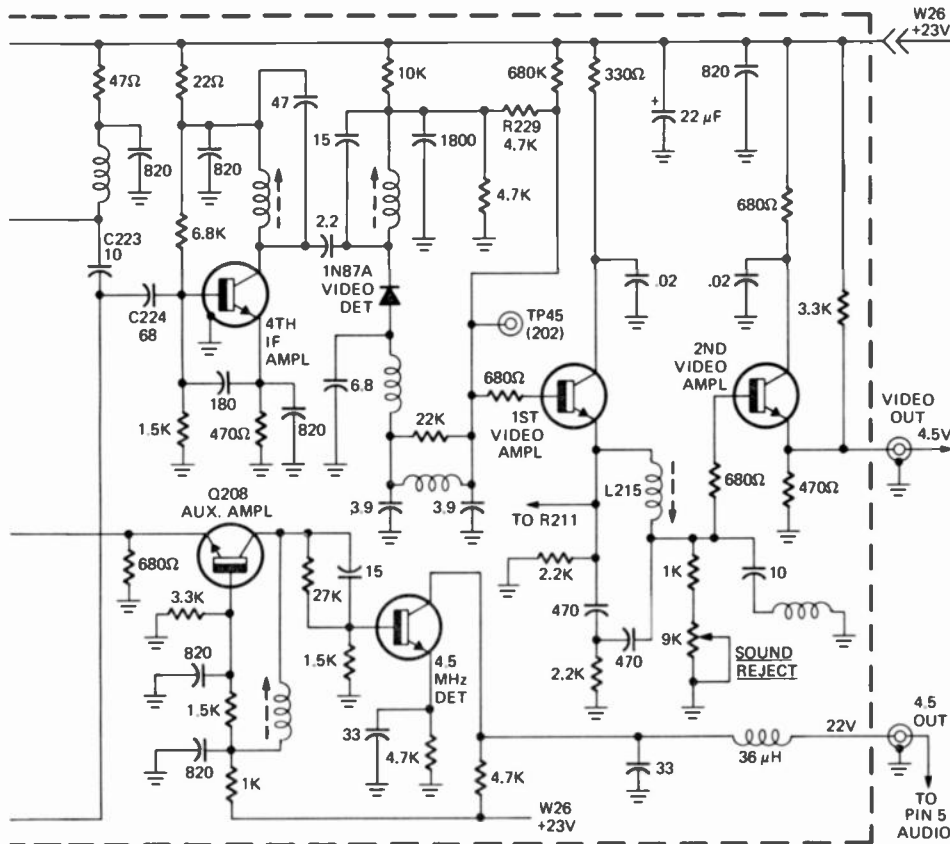 W26
+23V
47Ω
22Ω
47
10K
680K
330Ω
820
+
22 µF
15
1800
R229
4.7K
820
820
4.7K
680Ω
6.8K
2.2
C223
10
1N87A
VIDEO
DET
.02
.02
3.3K
C224
68
4TH
IF
AMPL
TP45
(202)
2ND
VIDEO
AMPL
6.8
680Ω
1ST
VIDEO
AMPL
VIDEO
OUT
4.5V
180
1.5K
470Ω
820
22K
680Ω
470Ω
L215
3.9
3.9
TO R211
Q208
AUX. AMPL
680Ω
15
27K
2.2K
1K
10
3.3K
470
470
9K
SOUND
REJECT
820
1.5K
4.5
MHz
DET
2.2K
1.5K
33
4.7K
820
1K
4.7K
33
36 µH
22V
4.5
OUT
W26
+23V
TO
PIN 5
AUDIO